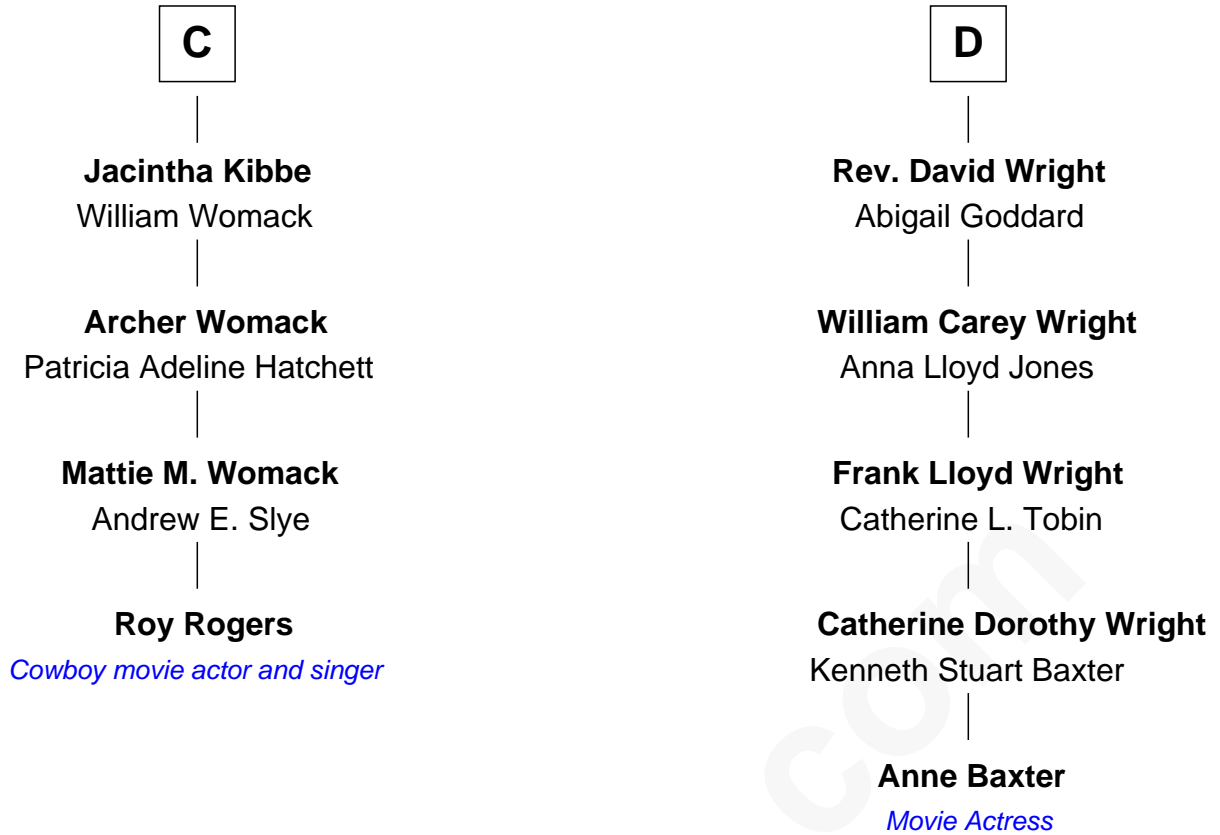 C
Jacintha Kibbe
William Womack
Archer Womack
Patricia Adeline Hatchett
Mattie M. Womack
Andrew E. Slye
Roy Rogers
Cowboy movie actor and singer
D
Rev. David Wright
Abigail Goddard
William Carey Wright
Anna Lloyd Jones
Frank Lloyd Wright
Catherine L. Tobin
Catherine Dorothy Wright
Kenneth Stuart Baxter
Anne Baxter
Movie Actress
com